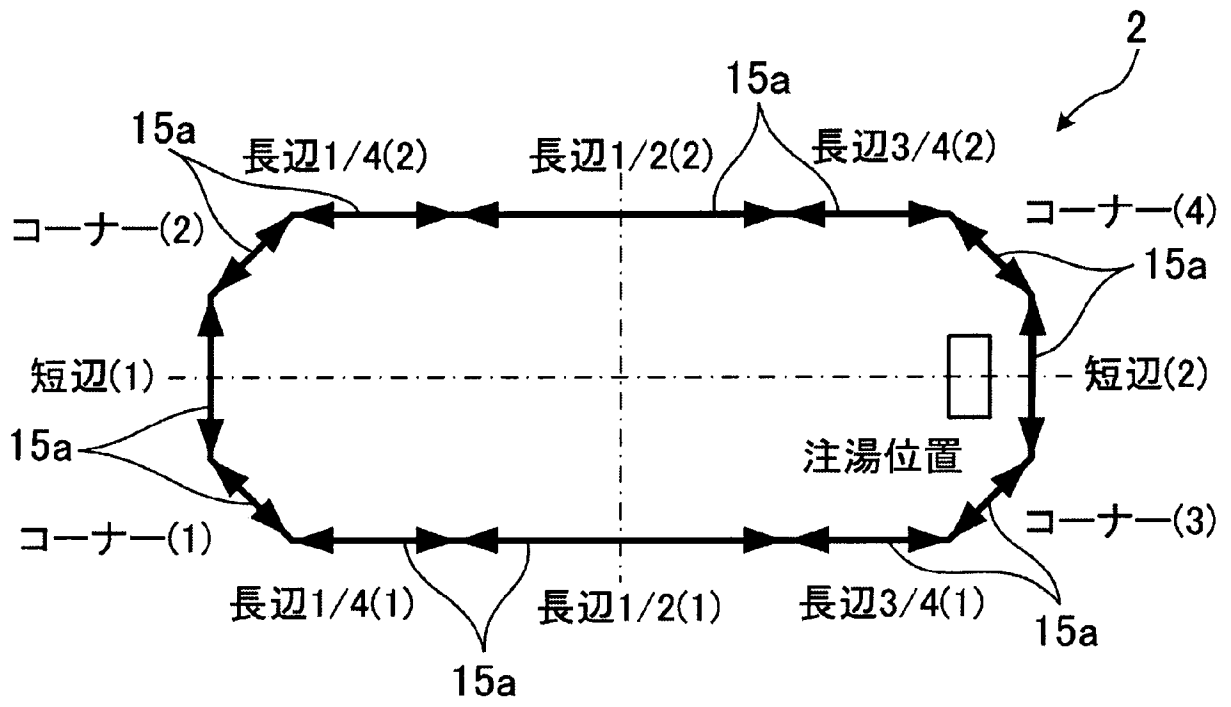 2
15a
15a
長辺1/4(2)
長辺1/2(2)
長辺3/4(2)
コーナー(2)
コーナー(4)
15a
短辺(1)
短辺(2)
15a
注湯位置
コーナー(1)
コーナー(3)
長辺1/4(1)
長辺1/2(1)
長辺3/4(1)
15a
15a